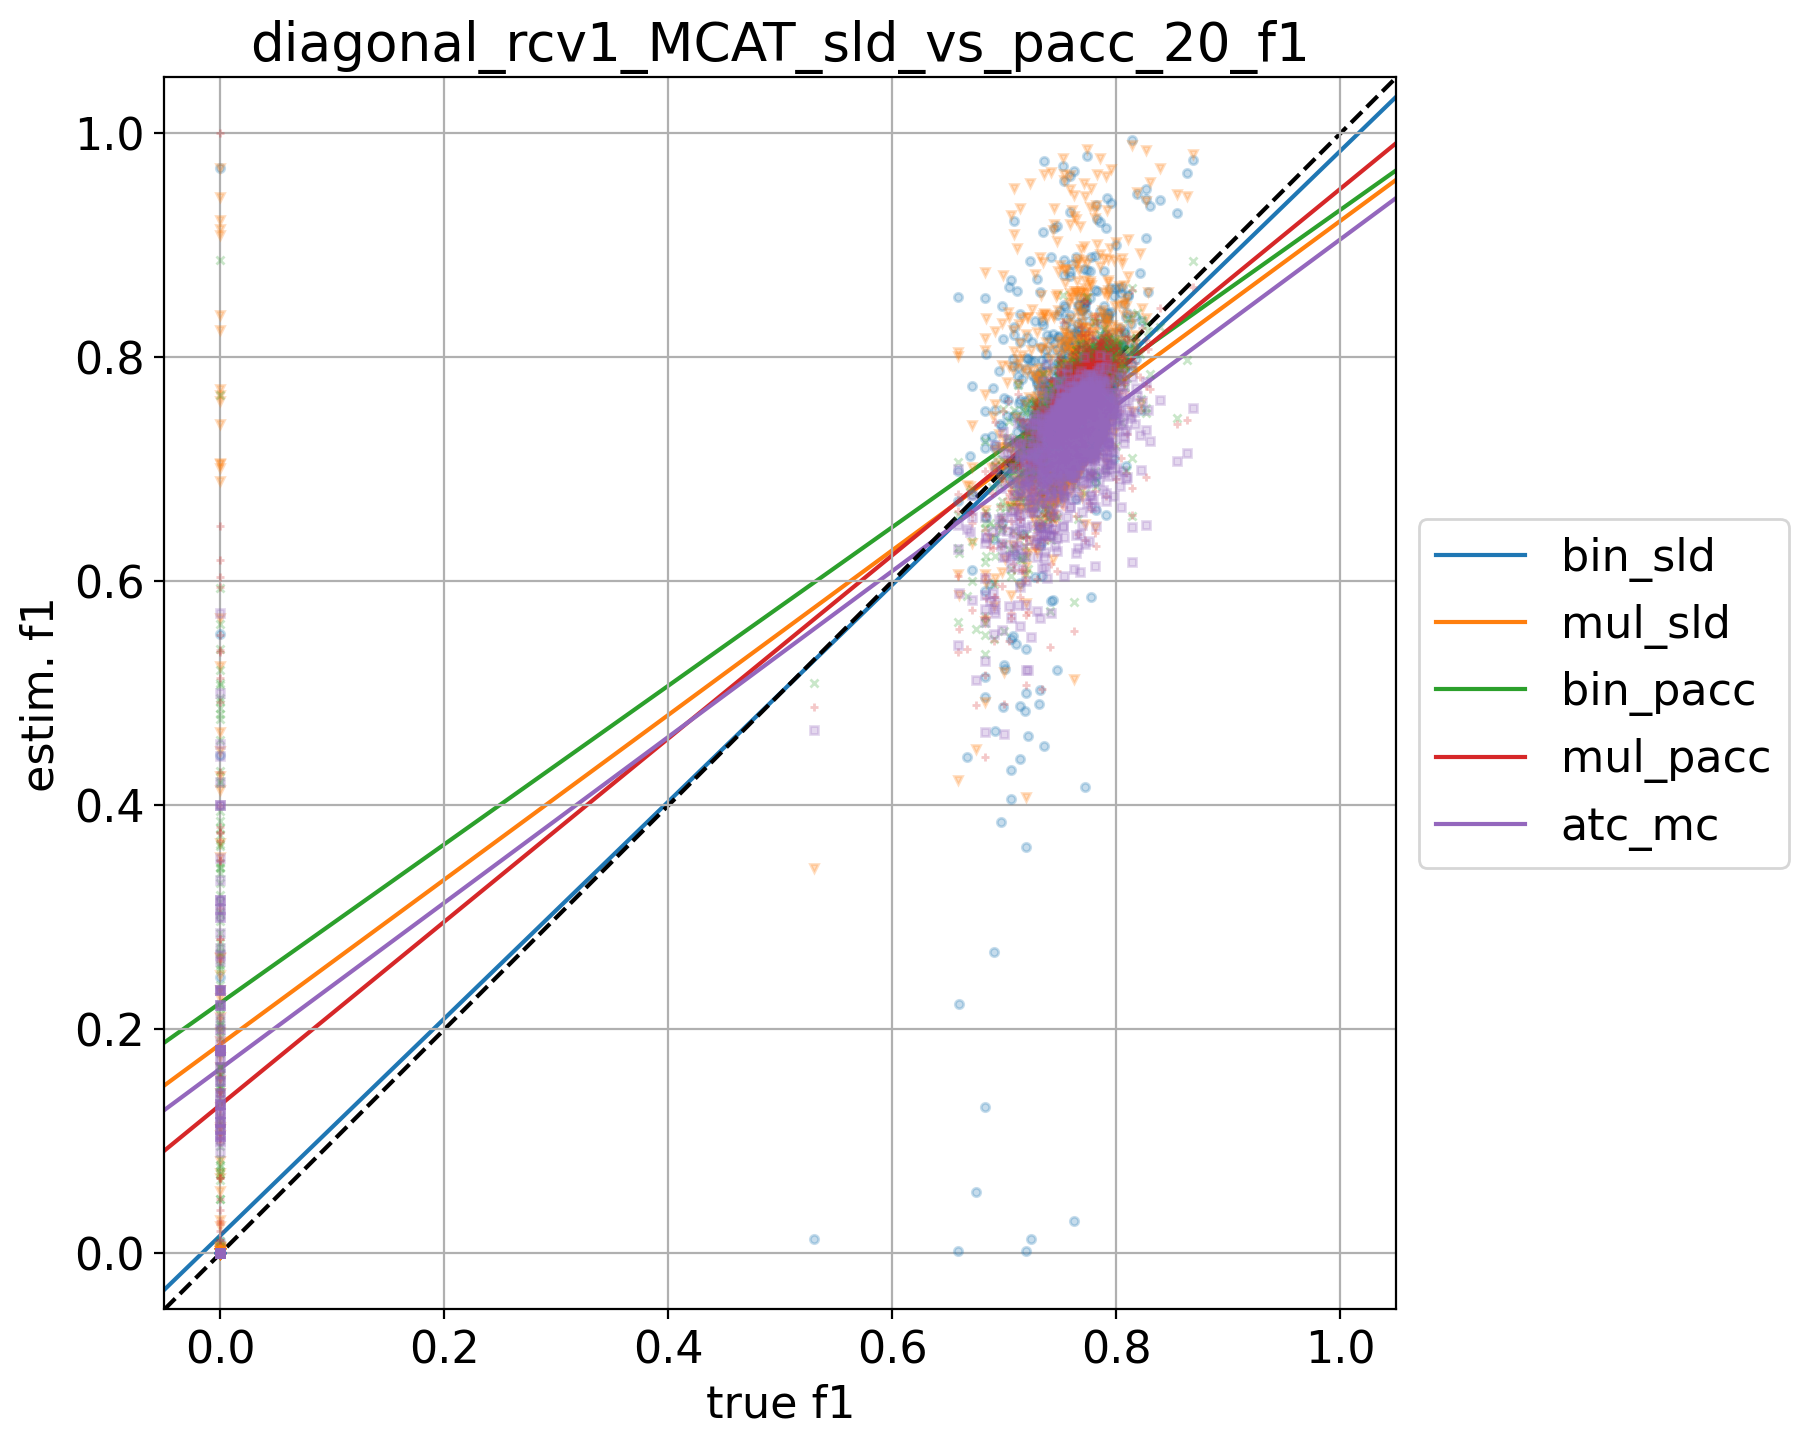 diagonal_rcv1_MCAT_sld_vs_pacc_20_f1
1.0
0.8
0.6
0.4
0.2
0.0
estim. f1
0.0 0.2 0.4 0.6 0.8 1.0
true f1
bin_sld
mul_sld
bin_pacc
mul_pacc
atc_mc